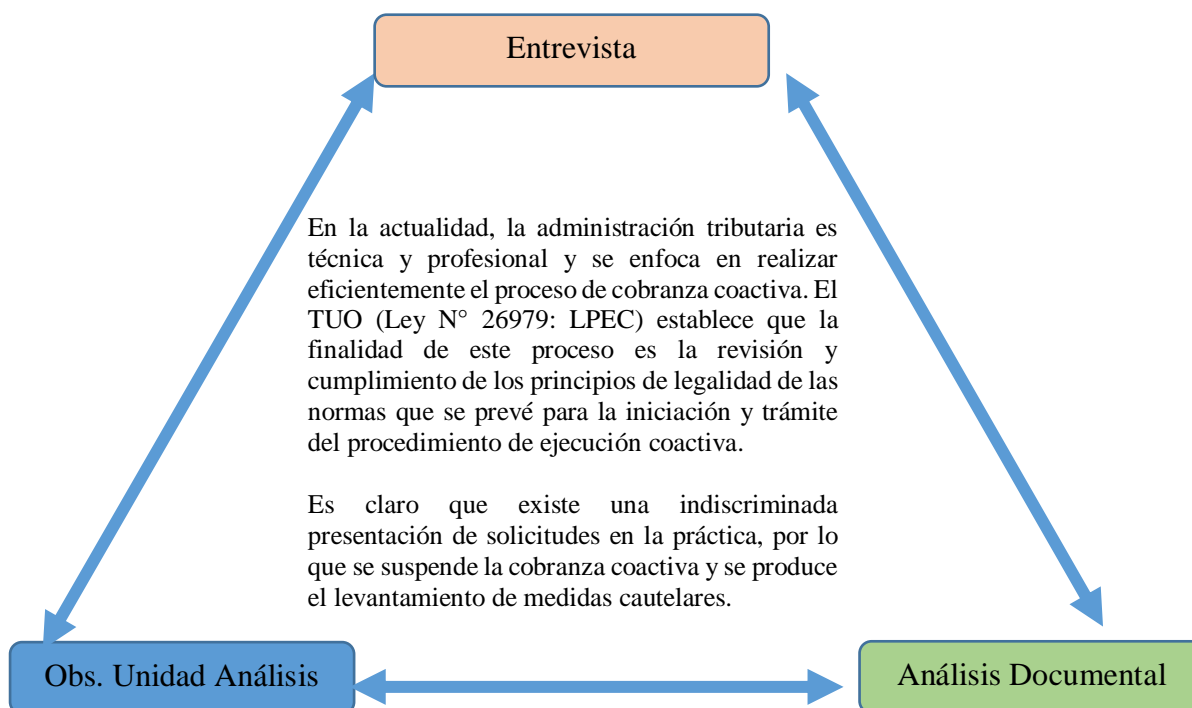 Entrevista
En la actualidad, la administración tributaria es
técnica y profesional y se enfoca en realizar
eficientemente el proceso de cobranza coactiva. El
TUO (Ley N° 26979: LPEC) establece que la
finalidad de este proceso es la revisión y
cumplimiento de los principios de legalidad de las
normas que se prevé para la iniciación y trámite
del procedimiento de ejecución coactiva.
Es claro que existe una indiscriminada
presentación de solicitudes en la práctica, por lo
que se suspende la cobranza coactiva y se produce
el levantamiento de medidas cautelares.
Obs. Unidad Análisis
Análisis Documental